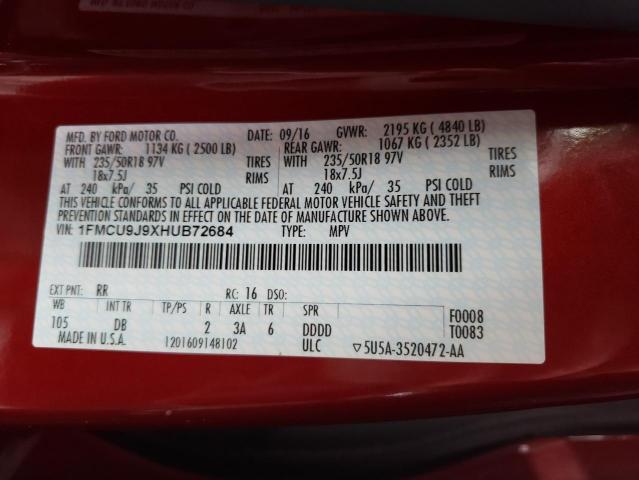 MFD. BY FORD MOTOR CO. DATE: 09/16 GVWR: 2195 KG ( 4840 LB)
FRONT GAWR: 1134 KG ( 2500 LB) REAR GAWR: 1067 KG ( 2352 LB)
WITH 235/50R18 97V TIRES WITH 235/50R18 97V TIRES
18x7.5J RIMS 18x7.5J RIMS
AT 240 kPa/ 35 PSI COLD AT 240 kPa/ 35 PSI COLD
THIS VEHICLE CONFORMS TO ALL APPLICABLE FEDERAL MOTOR VEHICLE SAFETY AND THEFT
PREVENTION STANDARDS IN EFFECT ON THE DATE OF MANUFACTURE SHOWN ABOVE.
VIN: 1FMCU9J9XHUB72684 TYPE: MPV
EXT PNT: RR RC: 16 DSO:
WB INT TR TP/PS R AXLE TR SPR F0008
105 DB 2 3A 6 DDDD T0083
MADE IN U.S.A. 1201609148102 ULC ▽5U5A-3520472-AA